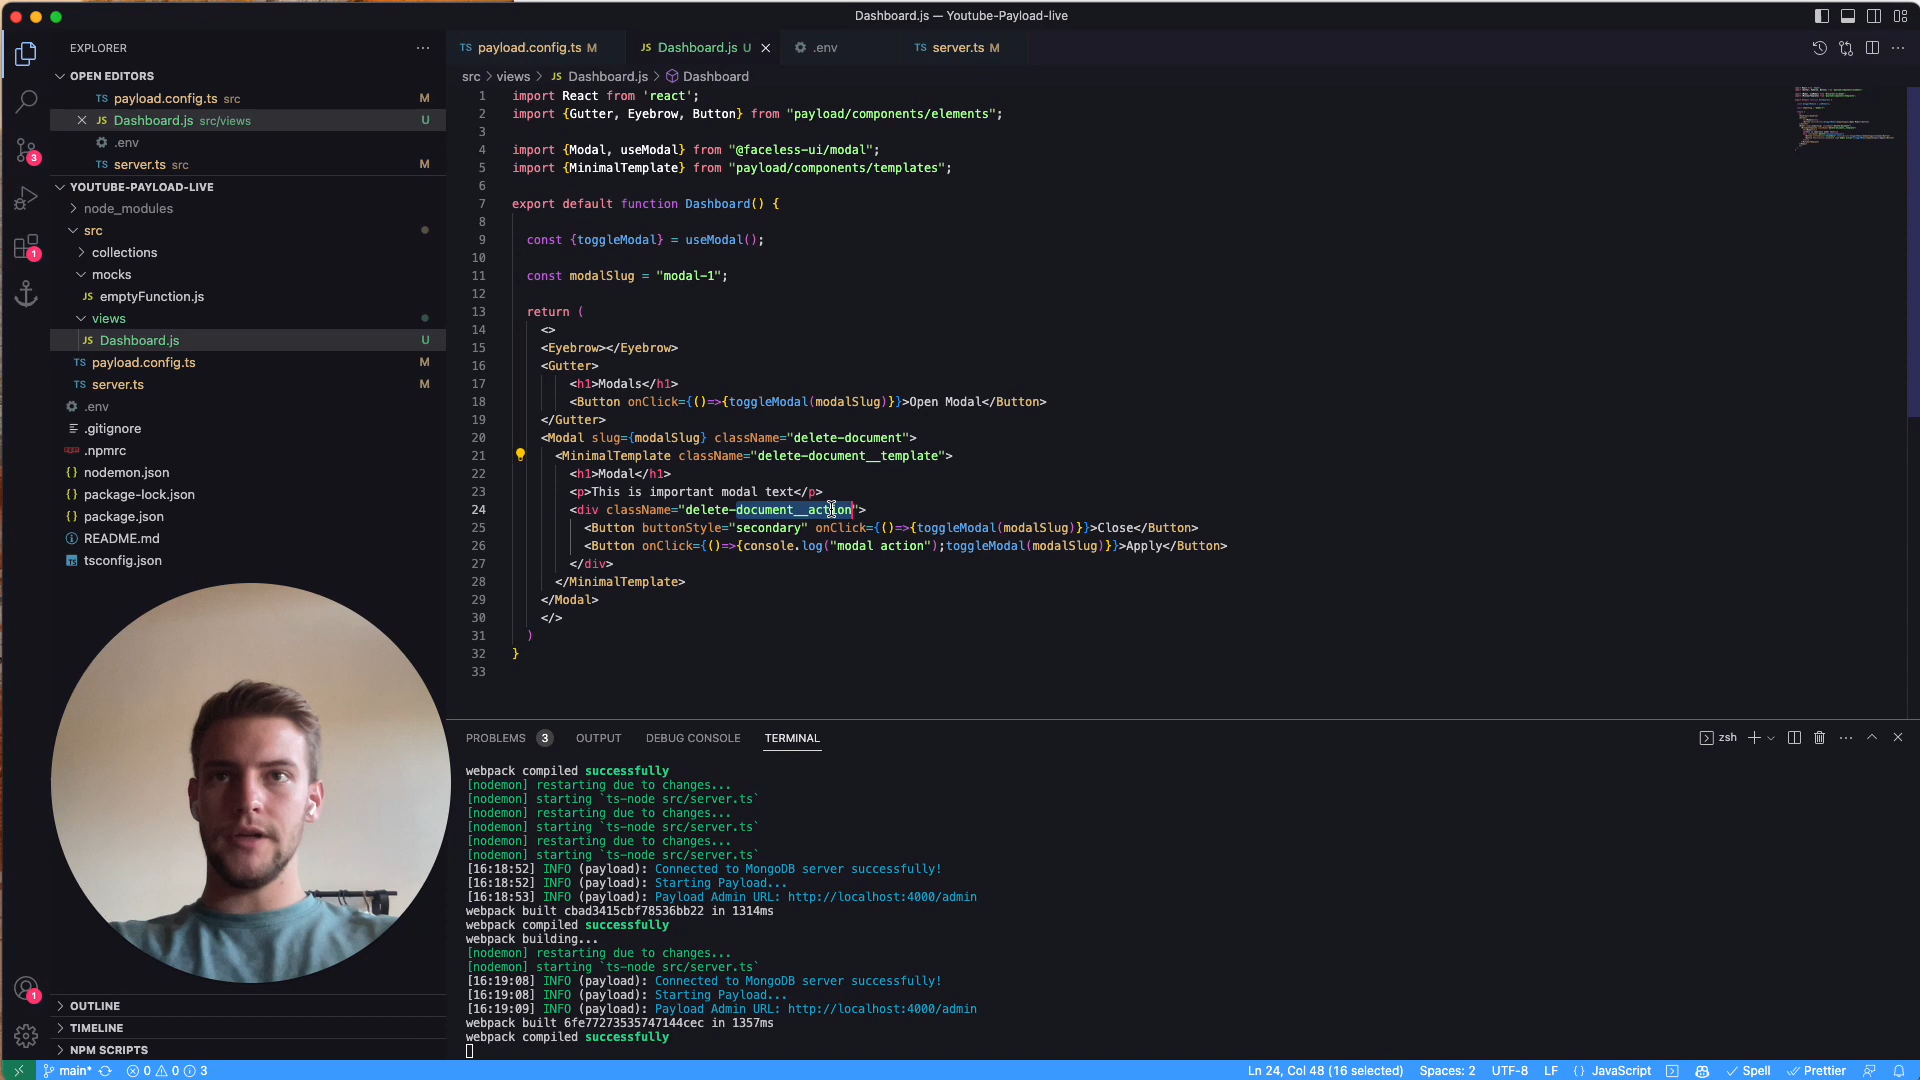 Dashboard.js — Youtube-Payload-live
EXPLORER
OPEN EDITORS
TS payload.config.ts src M
JS Dashboard.js src/views U
.env
TS server.ts src M
YOUTUBE-PAYLOAD-LIVE
node_modules
src
collections
mocks
JS emptyFunction.js
views
JS Dashboard.js U
TS payload.config.ts M
TS server.ts M
.env
.gitignore
.npmrc
nodemon.json
package-lock.json
package.json
README.md
tsconfig.json
OUTLINE
TIMELINE
NPM SCRIPTS
3
1
1
TS payload.config.ts M
JS Dashboard.js U
.env
TS server.ts M
src > views > JS Dashboard.js > Dashboard
1 import React from 'react';
2 import {Gutter, Eyebrow, Button} from "payload/components/elements";
3
4 import {Modal, useModal} from "@faceless-ui/modal";
5 import {MinimalTemplate} from "payload/components/templates";
6
7 export default function Dashboard() {
8
9 const {toggleModal} = useModal();
10
11 const modalSlug = "modal-1";
12
13 return (
14 <>
15 <Eyebrow></Eyebrow>
16 <Gutter>
17 <h1>Modals</h1>
18 <Button onClick={()=>{toggleModal(modalSlug)}}>Open Modal</Button>
19 </Gutter>
20 <Modal slug={modalSlug} className="delete-document">
21 <MinimalTemplate className="delete-document__template">
22 <h1>Modal</h1>
23 <p>This is important modal text</p>
24 <div className="delete-document__action">
25 <Button buttonStyle="secondary" onClick={()=>{toggleModal(modalSlug)}}>Close</Button>
26 <Button onClick={()=>{console.log("modal action");toggleModal(modalSlug)}}>Apply</Button>
27 </div>
28 </MinimalTemplate>
29 </Modal>
30 </>
31 )
32 }
33
PROBLEMS 3 OUTPUT DEBUG CONSOLE TERMINAL
zsh
webpack compiled successfully
[nodemon] restarting due to changes...
[nodemon] starting `ts-node src/server.ts`
[nodemon] restarting due to changes...
[nodemon] starting `ts-node src/server.ts`
[nodemon] restarting due to changes...
[nodemon] starting `ts-node src/server.ts`
[16:18:52] INFO (payload): Connected to MongoDB server successfully!
[16:18:52] INFO (payload): Starting Payload...
[16:18:53] INFO (payload): Payload Admin URL: http://localhost:4000/admin
webpack built cbad3415cbf78536bb22 in 1314ms
webpack compiled successfully
webpack building...
[nodemon] restarting due to changes...
[nodemon] starting `ts-node src/server.ts`
[16:19:08] INFO (payload): Connected to MongoDB server successfully!
[16:19:08] INFO (payload): Starting Payload...
[16:19:09] INFO (payload): Payload Admin URL: http://localhost:4000/admin
webpack built 6fe77273535747144cec in 1357ms
webpack compiled successfully
main* 0 0 3
Ln 24, Col 48 (16 selected) Spaces: 2 UTF-8 LF {} JavaScript Spell Prettier